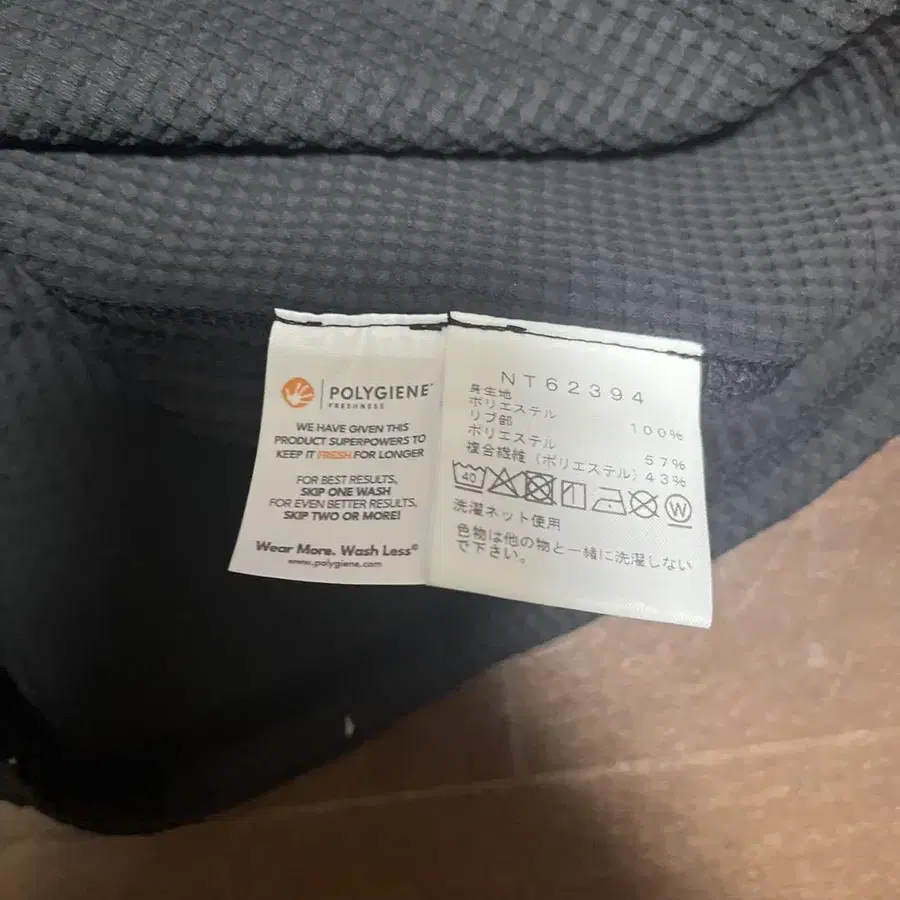 POLYGIENE™
FRESHNESS
WE HAVE GIVEN THIS
PRODUCT SUPERPOWERS TO
KEEP IT FRESH FOR LONGER
FOR BEST RESULTS,
SKIP ONE WASH
FOR EVEN BETTER RESULTS,
SKIP TWO OR MORE!
Wear More. Wash Less©
www.polygiene.com
NT62394
身生地
ポリエステル 100%
リブ部
ポリエステル 57%
複合繊維(ポリエステル) 43%
40 W
洗濯ネット使用
色物は他の物と一緒に洗濯しない
で下さい。